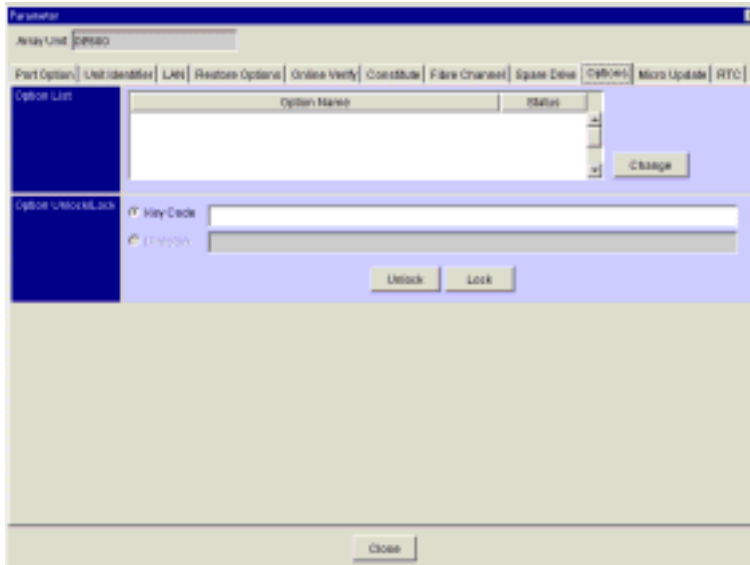 Parameter
Array Unit
Port Option Unit Identifier LAN Restore Options Online Verify Constitute Fibre Channel Spare Drive Options Micro Update RTC
Option List
Option Name Status
Change
Option Unlock/Lock
Key Code
Unlock Lock
Close